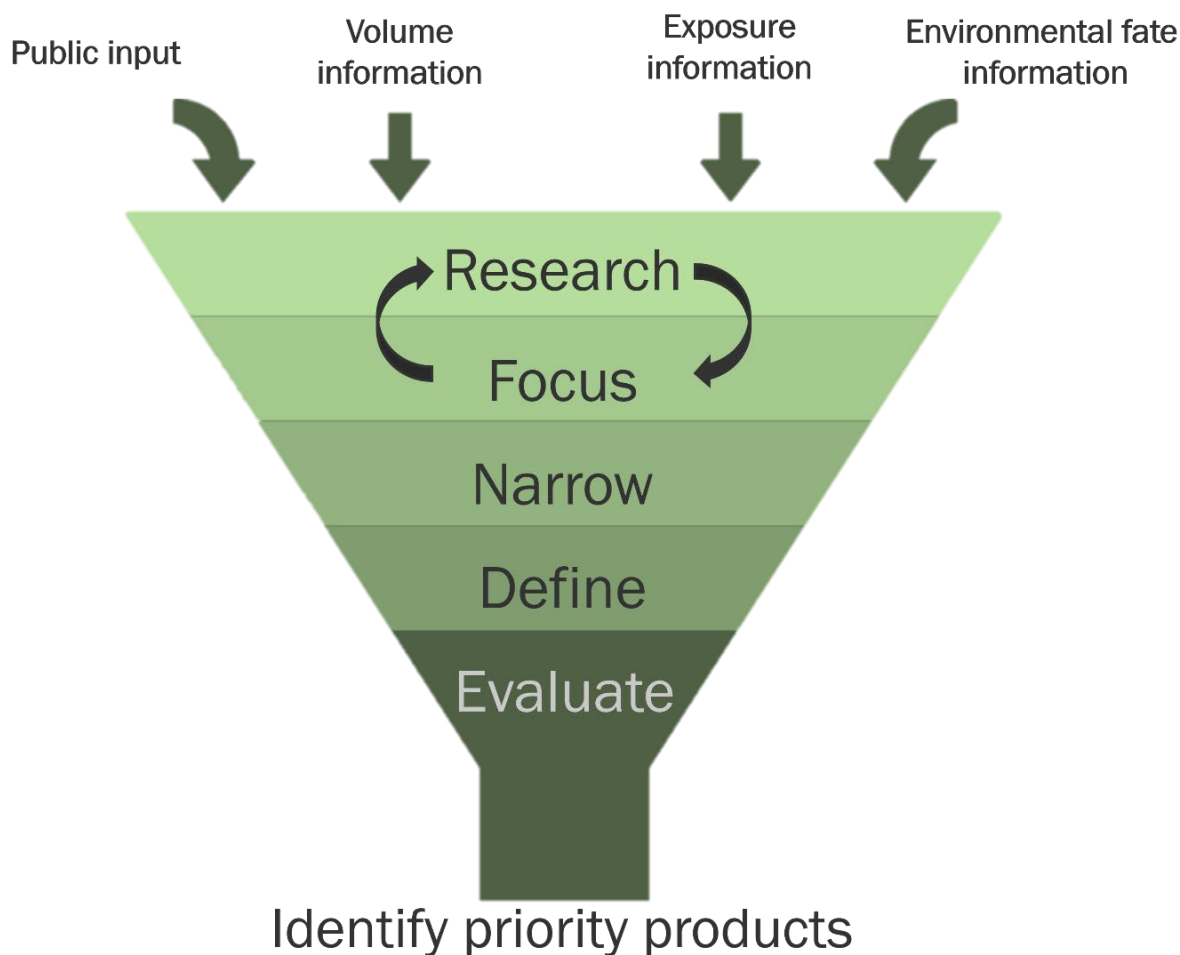 Public input
Volume
information
Exposure
information
Environmental fate
information
Research
Focus
Narrow
Define
Evaluate
Identify priority products